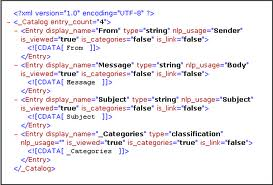 <?xml version="1.0" encoding="UTF-8" ?>
- <_Catalog entry_count="4">
- <Entry display_name="From" type="string" nlp_usage="Sender"
is_viewed="true" is_categories="false" is_link="false">
<![CDATA[ From ]]>
</Entry>
- <Entry display_name="Message" type="string" nlp_usage="Body"
is_viewed="true" is_categories="false" is_link="false">
<![CDATA[ Message ]]>
</Entry>
- <Entry display_name="Subject" type="string" nlp_usage="Subject"
is_viewed="true" is_categories="false" is_link="false">
<![CDATA[ Subject ]]>
</Entry>
- <Entry display_name="_Categories" type="classification"
nlp_usage="" is_viewed="true" is_categories="true" is_link="false">
<![CDATA[ _Categories ]]>
</Entry>
</_Catalog>